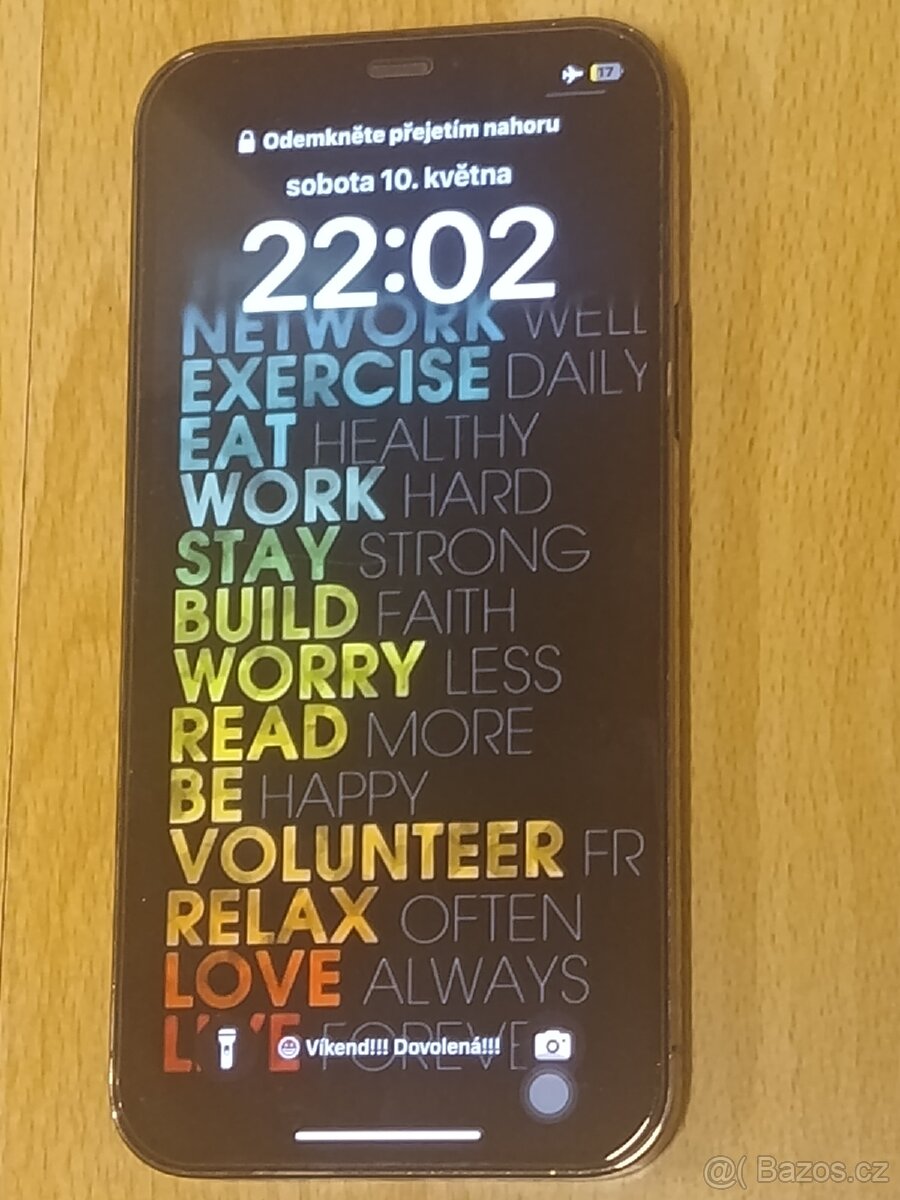 17
Odemkněte přejetím nahoru
sobota 10. května
22:02
NETWORK WELL
EXERCISE DAILY
EAT HEALTHY
WORK HARD
STAY STRONG
BUILD FAITH
WORRY LESS
READ MORE
BE HAPPY
VOLUNTEER FR
RELAX OFTEN
LOVE ALWAYS
Víkend!!! Dovolená!!!
@( Bazos.cz